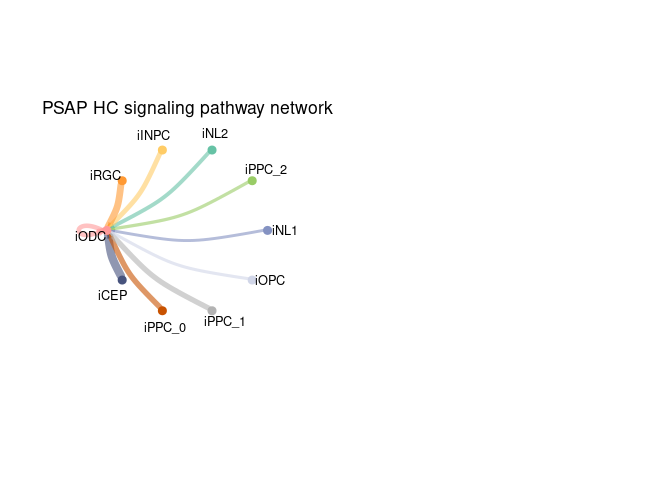 PSAP HC signaling pathway network
iINPC
iNL2
iRGC
iPPC_2
iODC
iNL1
iOPC
iCEP
iPPC_1
iPPC_0